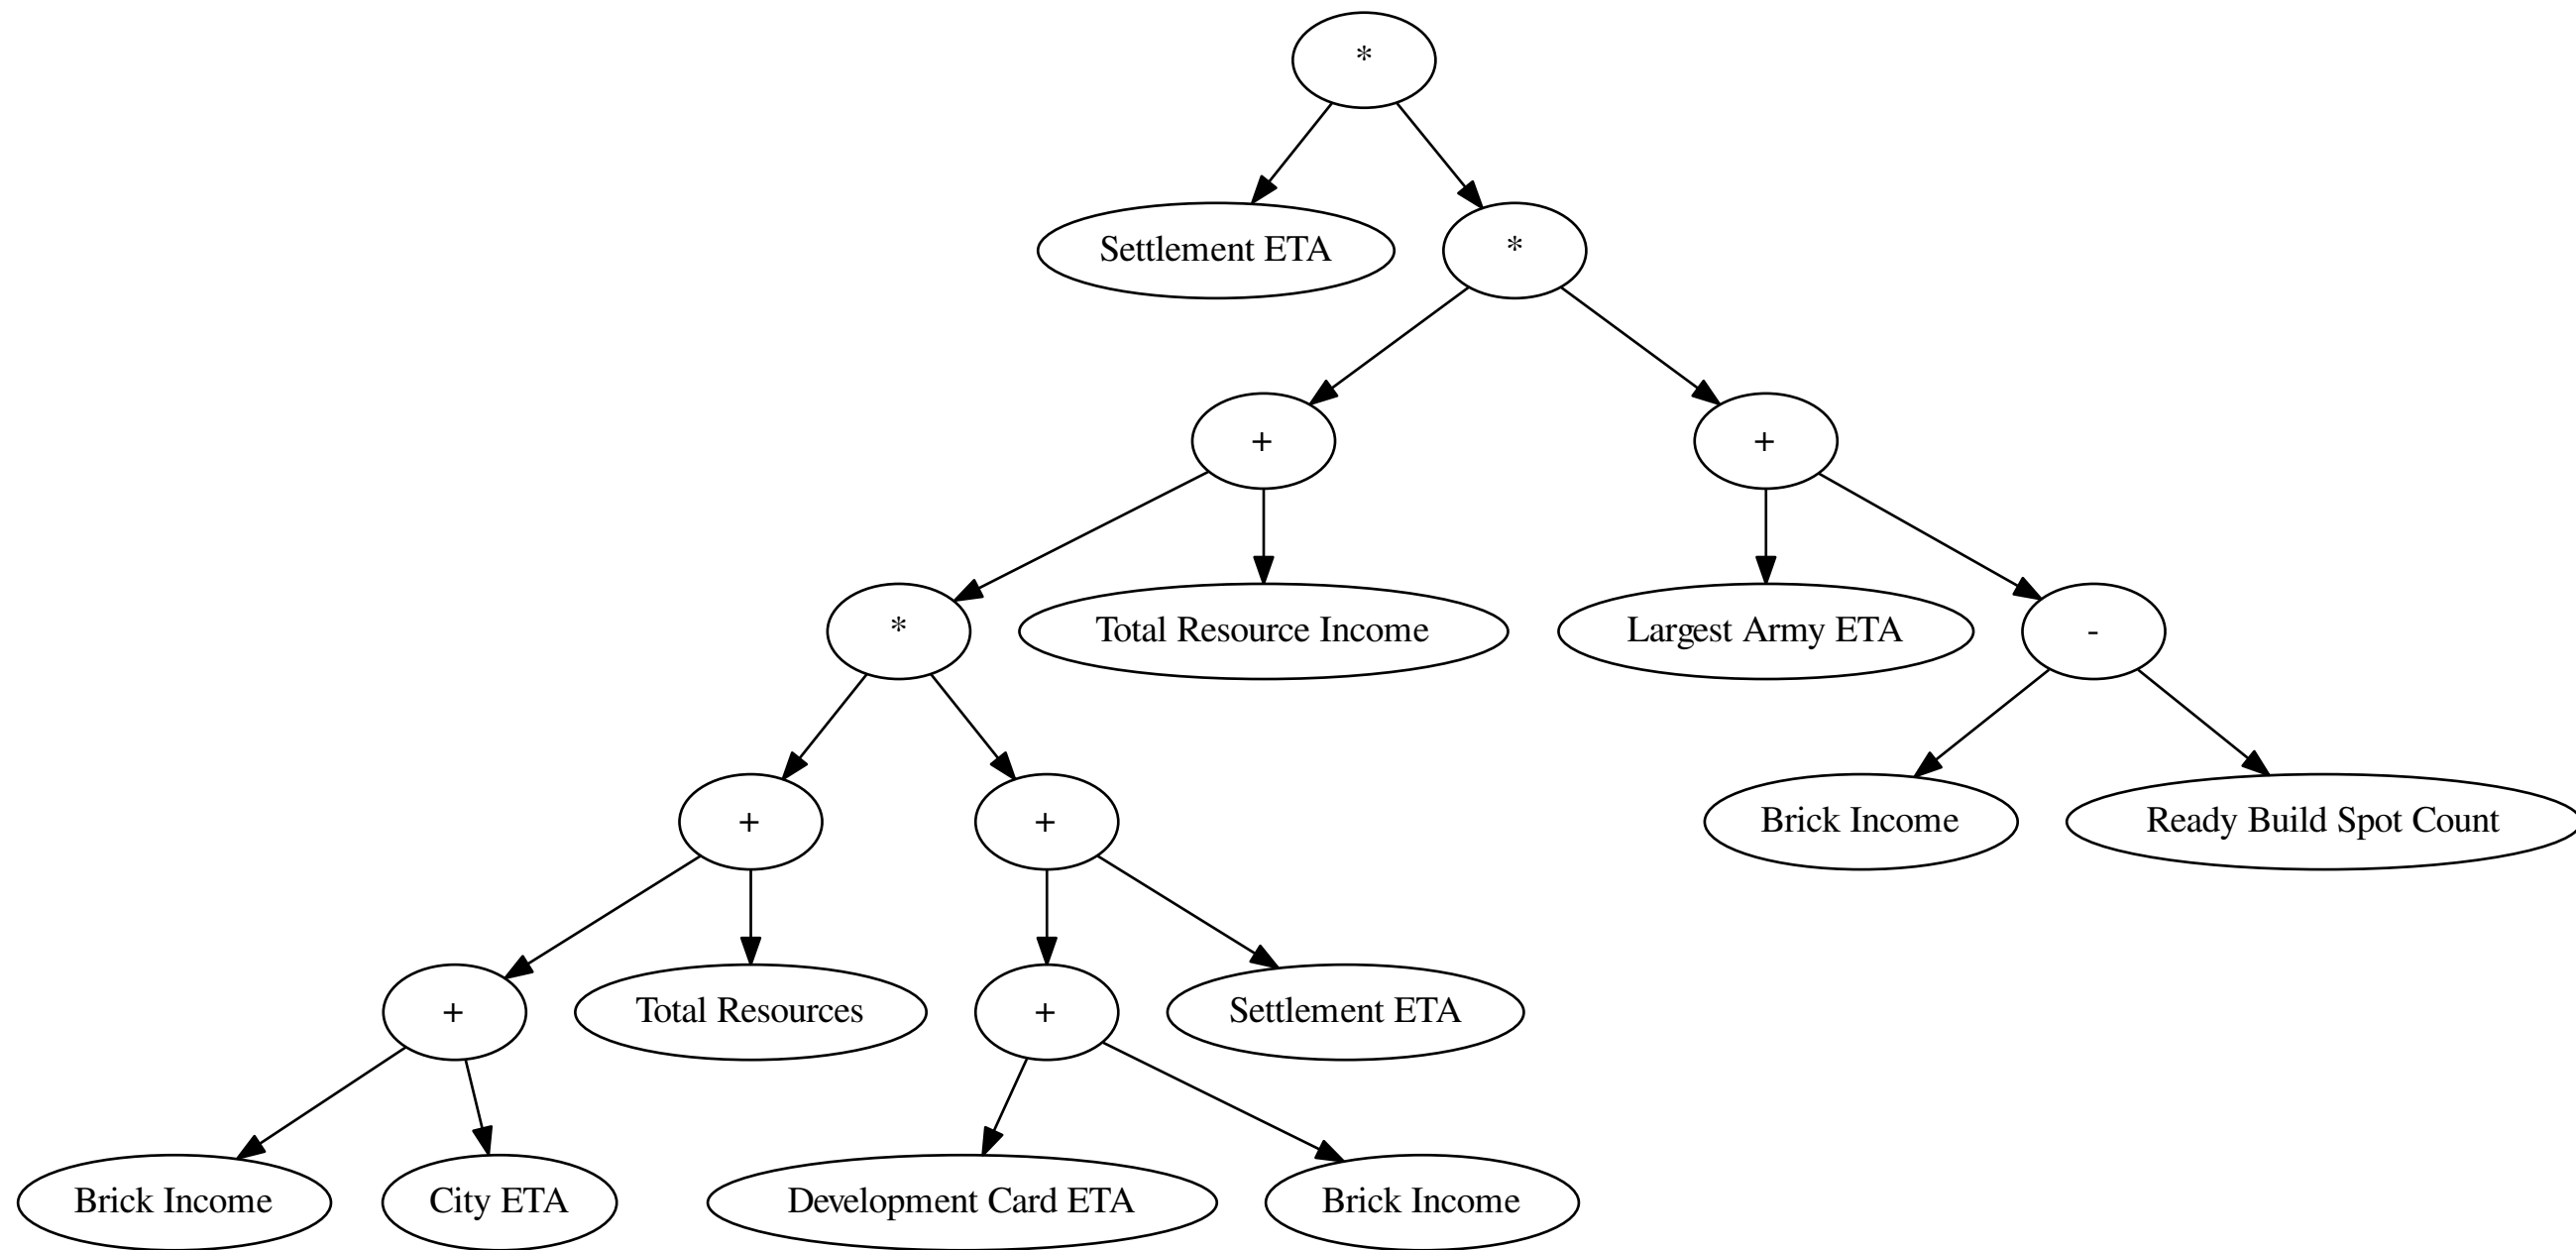 *
Settlement ETA
*
+
+
*
Total Resource Income
Largest Army ETA
-
+
+
Brick Income
Ready Build Spot Count
+
Total Resources
+
Settlement ETA
Brick Income
City ETA
Development Card ETA
Brick Income